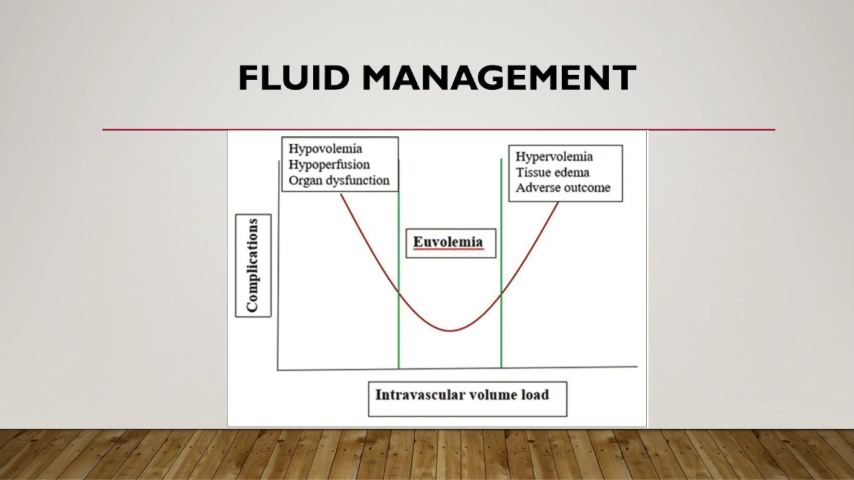 FLUID MANAGEMENT
Hypovolemia
Hypoperfusion
Organ dysfunction
Hypervolemia
Tissue edema
Adverse outcome
Euvolemia
Complications
Intravascular volume load